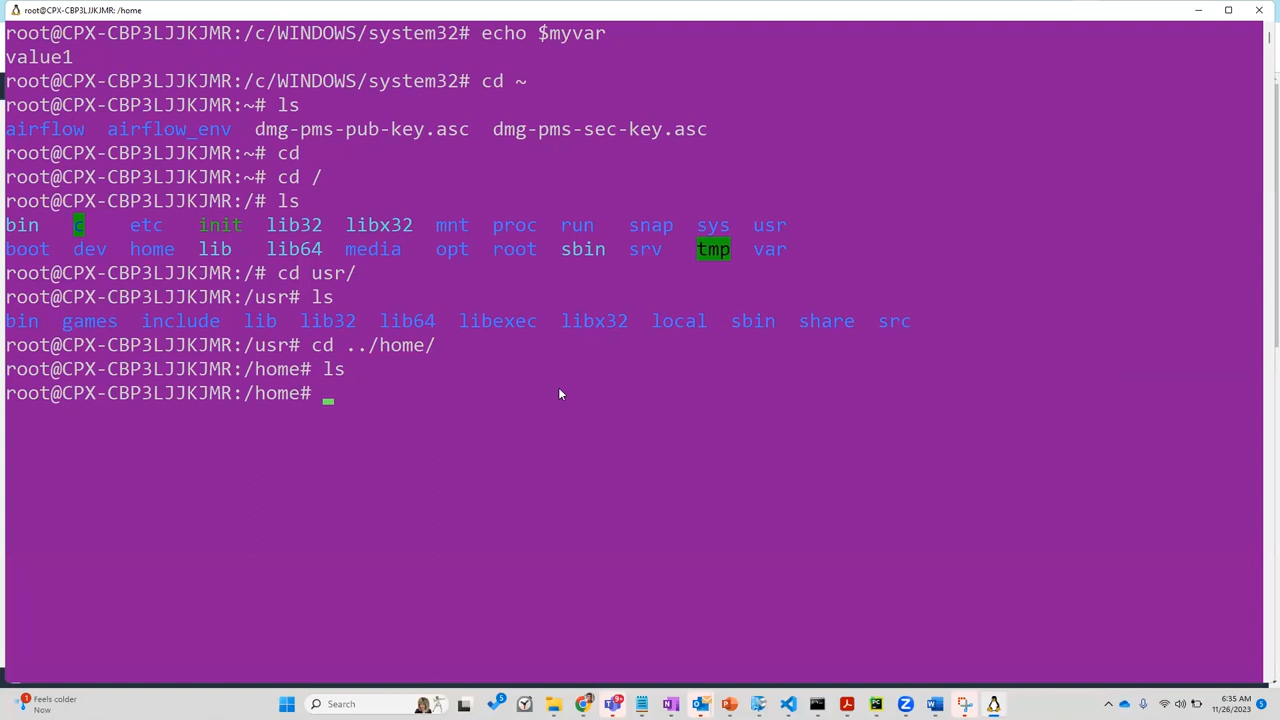 root@CPX-CBP3LJJKJMR: /home
root@CPX-CBP3LJJKJMR:/c/WINDOWS/system32# echo $myvar
value1
root@CPX-CBP3LJJKJMR:/c/WINDOWS/system32# cd ~
root@CPX-CBP3LJJKJMR:~# ls
airflow  airflow_env  dmg-pms-pub-key.asc  dmg-pms-sec-key.asc
root@CPX-CBP3LJJKJMR:~# cd
root@CPX-CBP3LJJKJMR:~# cd /
root@CPX-CBP3LJJKJMR:/# ls
bin  c  etc  init  lib32  libx32  mnt  proc  run  snap  sys  usr
boot  dev  home  lib  lib64  media  opt  root  sbin  srv  tmp  var
root@CPX-CBP3LJJKJMR:/# cd usr/
root@CPX-CBP3LJJKJMR:/usr# ls
bin  games  include  lib  lib32  lib64  libexec  libx32  local  sbin  share  src
root@CPX-CBP3LJJKJMR:/usr# cd ../home/
root@CPX-CBP3LJJKJMR:/home# ls
root@CPX-CBP3LJJKJMR:/home#
Feels colder
Now
Search
6:35 AM
11/26/2023